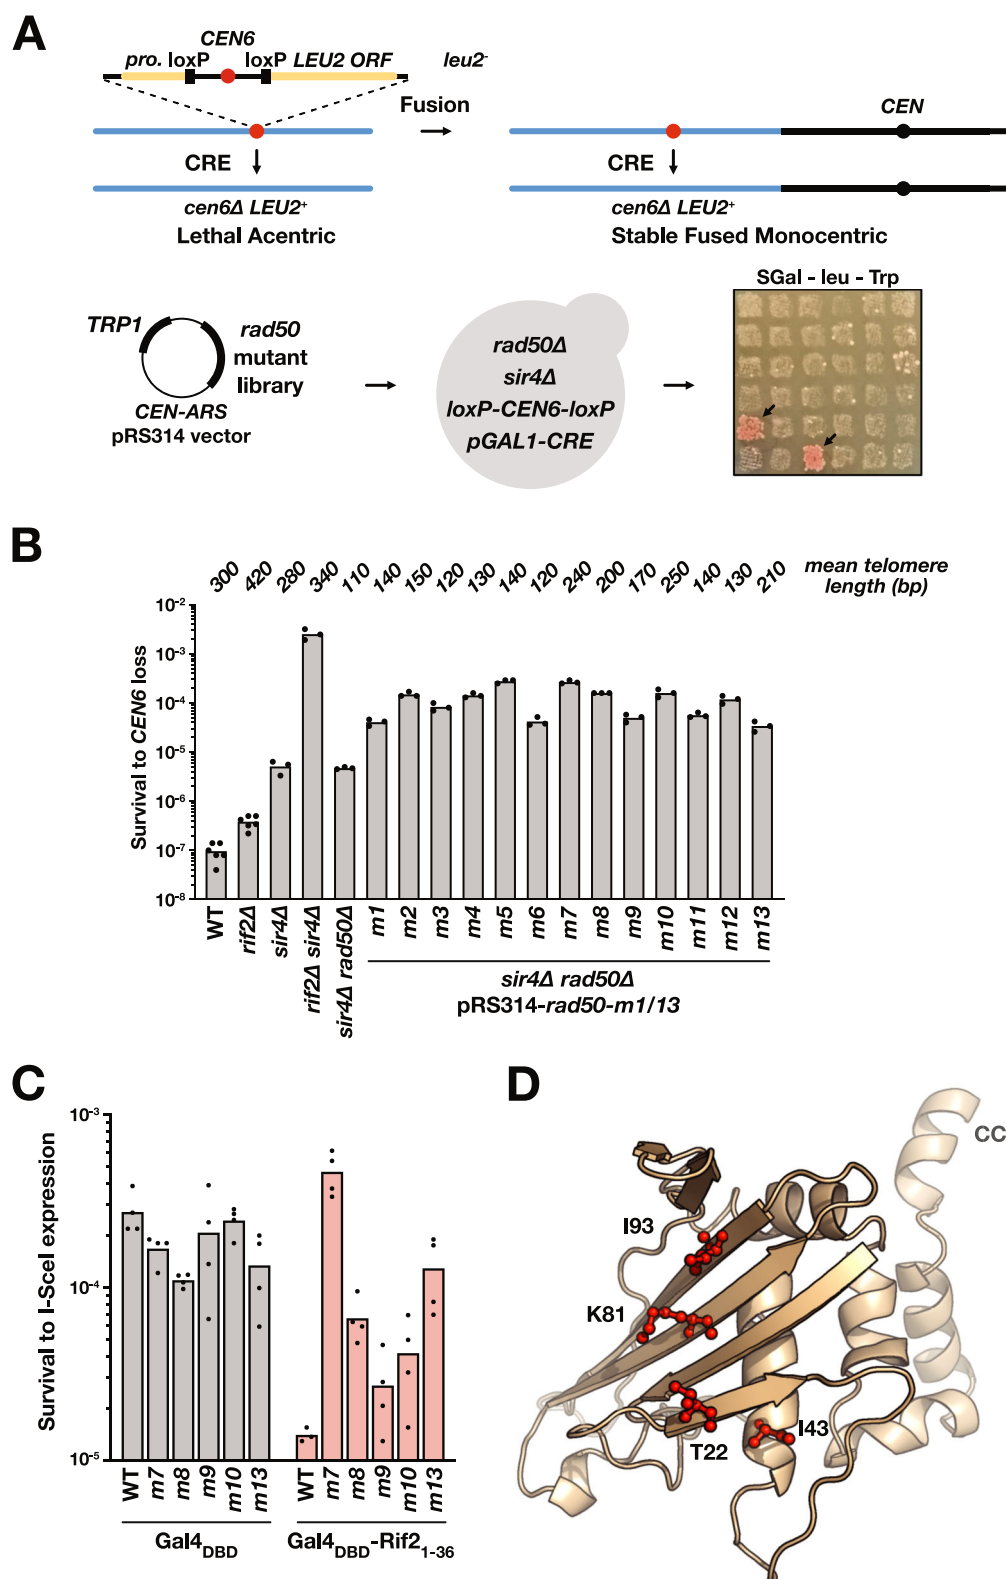 A
CEN6
pro. loxP loxP LEU2 ORF
leu2-
Fusion
CEN
CRE
CRE
cen6Δ LEU2+
cen6Δ LEU2+
Lethal Acentric
Stable Fused Monocentric
SGal - leu - Trp
TRP1
rad50
mutant
library
CEN-ARS
pRS314 vector
rad50Δ
sir4Δ
loxP-CEN6-loxP
pGAL1-CRE
B
300 420 280 340 110 140 150 120 130 140 120 240 200 170 250 140 130 210
mean telomere
length (bp)
Survival to CEN6 loss
10-2
10-3
10-4
10-5
10-6
10-7
10-8
WT rif2Δ sir4Δ rif2Δ sir4Δ sir4Δ rad50Δ m1 m2 m3 m4 m5 m6 m7 m8 m9 m10 m11 m12 m13
sir4Δ rad50Δ
pRS314-rad50-m1/13
C
Survival to I-SceI expression
10-3
10-4
10-5
WT m7 m8 m9 m10 m13 WT m7 m8 m9 m10 m13
Gal4DBD
Gal4DBD-Rif21-36
D
CC
I93
K81
T22
I43